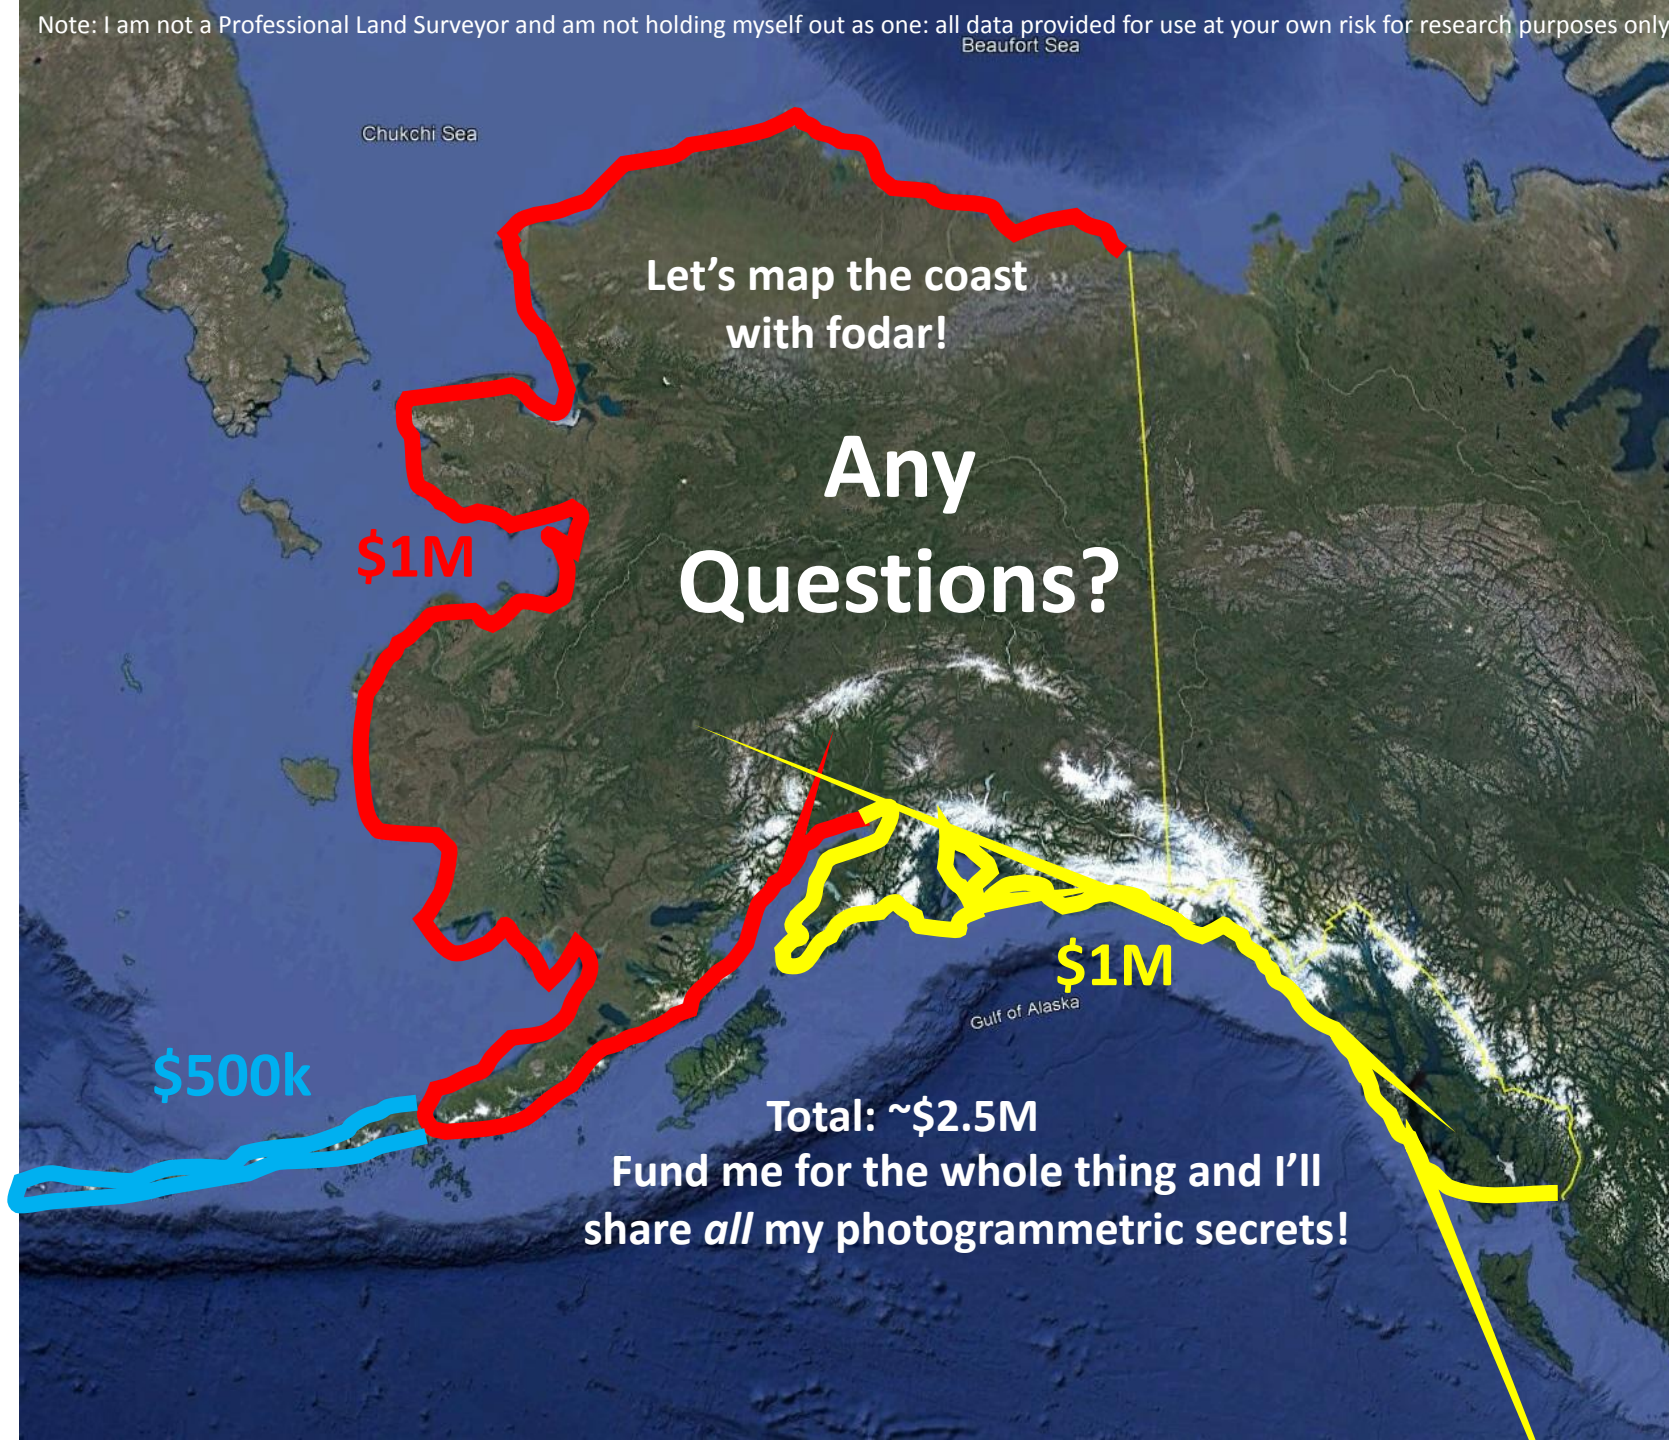 Note: I am not a Professional Land Surveyor and am not holding myself out as one: all data provided for use at your own risk for research purposes only
Beaufort Sea
Chukchi Sea
Let’s map the coast
with fodar!
Any
Questions?
$1M
$1M
Gulf of Alaska
$500k
Total: ~$2.5M
Fund me for the whole thing and I’ll
share all my photogrammetric secrets!